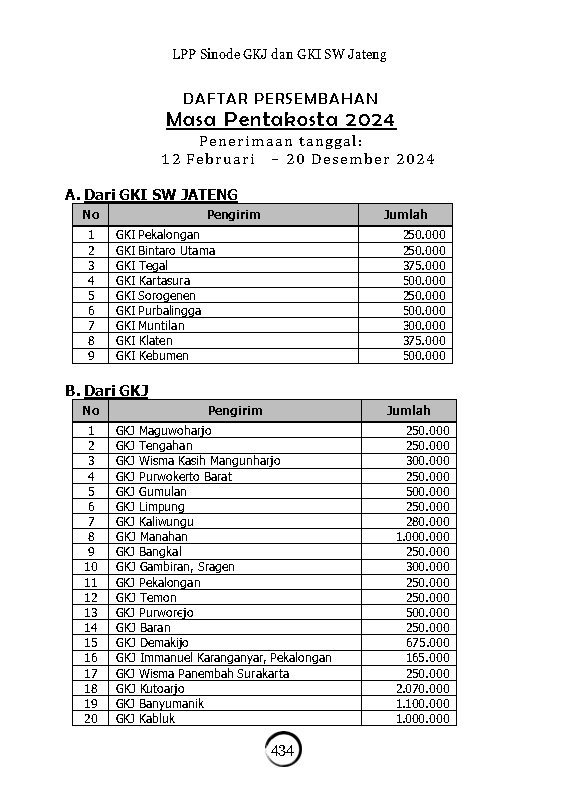 LPP Sinode GKJ dan GKI SW Jateng
DAFTAR PERSEMBAHAN
Masa Pentakosta 2024
Penerimaan tanggal:
12 Februari – 20 Desember 2024
A. Dari GKI SW JATENG
No Pengirim Jumlah
1 GKI Pekalongan 250.000
2 GKI Bintaro Utama 250.000
3 GKI Tegal 375.000
4 GKI Kartasura 500.000
5 GKI Sorogenen 250.000
6 GKI Purbalingga 500.000
7 GKI Muntilan 300.000
8 GKI Klaten 375.000
9 GKI Kebumen 500.000
B. Dari GKJ
No Pengirim Jumlah
1 GKJ Maguwoharjo 250.000
2 GKJ Tengahan 250.000
3 GKJ Wisma Kasih Mangunharjo 300.000
4 GKJ Purwokerto Barat 250.000
5 GKJ Gumulan 500.000
6 GKJ Limpung 250.000
7 GKJ Kaliwungu 280.000
8 GKJ Manahan 1.000.000
9 GKJ Bangkal 250.000
10 GKJ Gambiran, Sragen 300.000
11 GKJ Pekalongan 250.000
12 GKJ Temon 250.000
13 GKJ Purworejo 500.000
14 GKJ Baran 250.000
15 GKJ Demakijo 675.000
16 GKJ Immanuel Karanganyar, Pekalongan 165.000
17 GKJ Wisma Panembah Surakarta 250.000
18 GKJ Kutoarjo 2.070.000
19 GKJ Banyumanik 1.100.000
20 GKJ Kabluk 1.000.000
434